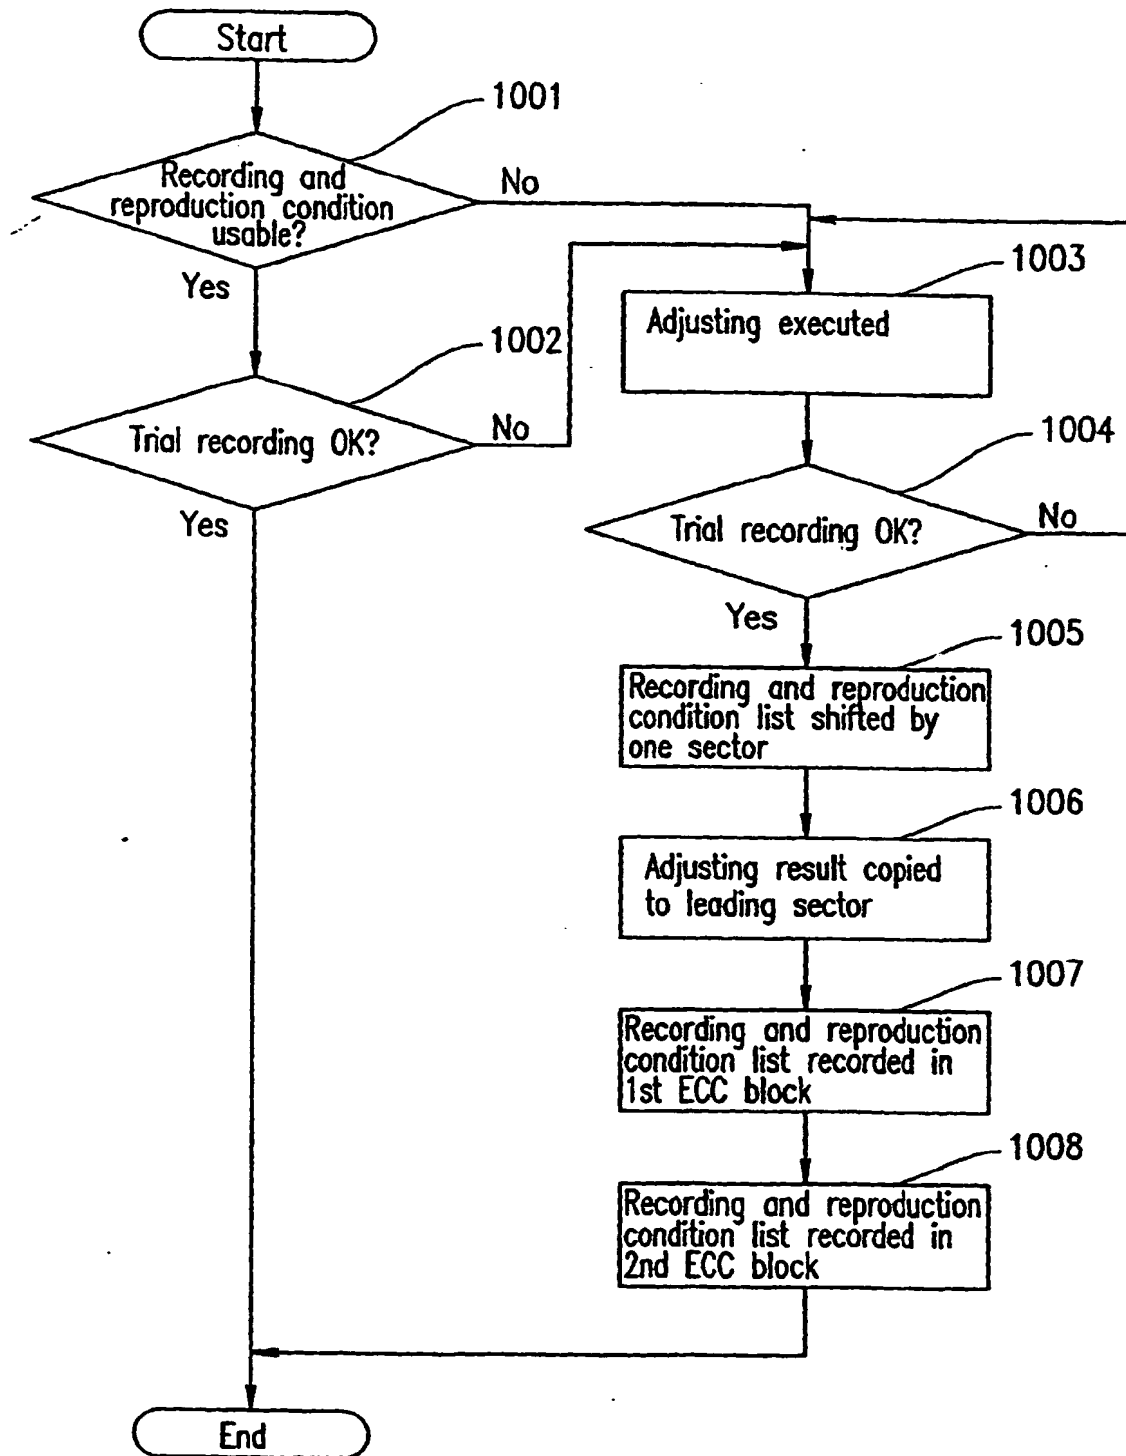 Start
1001
Recording and
reproduction condition
usable?
No
Yes
1002
Trial recording OK?
No
Yes
1003
Adjusting executed
1004
Trial recording OK?
No
Yes
1005
Recording and reproduction
condition list shifted by
one sector
1006
Adjusting result copied
to leading sector
1007
Recording and reproduction
condition list recorded in
1st ECC block
1008
Recording and reproduction
condition list recorded in
2nd ECC block
End